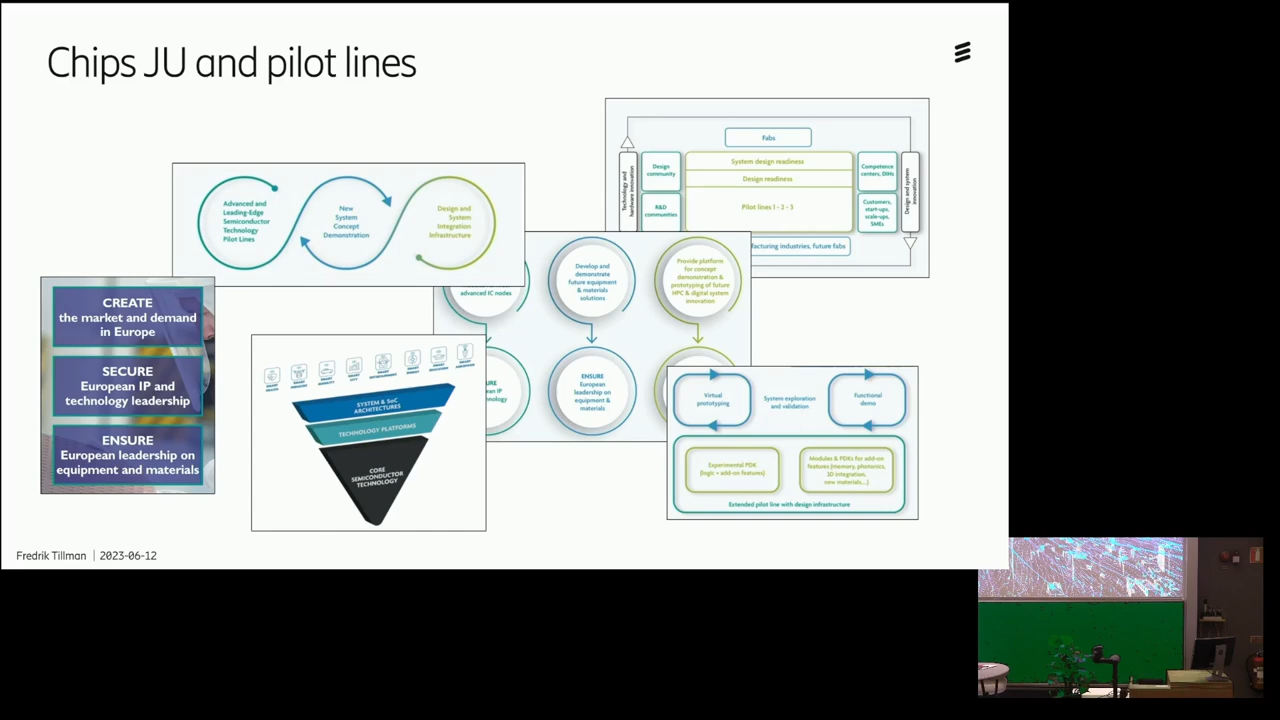 Chips JU and pilot lines
Fabs
Technology and
hardware innovation
Design
community
System design readiness
Competence
centers, DIHs
Design readiness
R&D
communities
Pilot lines 1 - 2 - 3
Customers,
start-ups,
scale-ups,
SMEs
Design and system
innovation
facturing industries, future fabs
Advanced and
Leading-Edge
Semiconductor
Technology
Pilot Lines
New
System
Concept
Demonstration
Design and
System
Integration
Infrastructure
advanced IC nodes
Develop and
demonstrate
future equipment
& materials
solutions
Provide platform
for concept
demonstration &
prototyping of future
HPC & digital system
innovation
URE
an IP
nology
ENSURE
European
leadership on
equipment &
materials
CREATE
the market and demand
in Europe
SECURE
European IP and
technology leadership
ENSURE
European leadership on
equipment and materials
SYSTEM & SoC
ARCHITECTURES
TECHNOLOGY PLATFORMS
CORE
SEMICONDUCTOR
TECHNOLOGY
Virtual
prototyping
System exploration
and validation
Functional
demo
Experimental PDK
(logic + add-on features)
Modules & PDKs for add-on
features (memory, photonics,
3D integration,
new materials...)
Extended pilot line with design infrastructure
Fredrik Tillman | 2023-06-12